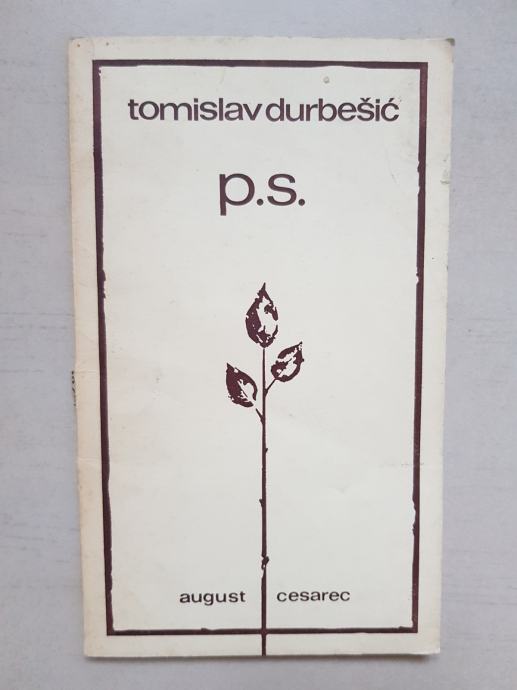 tomislav durbešić
p.s.
august cesarec